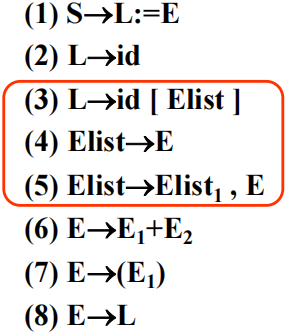 (1) S→L:=E
(2) L→id
(3) L→id [ Elist ]
(4) Elist→E
(5) Elist→Elist₁ , E
(6) E→E₁+E₂
(7) E→(E₁)
(8) E→L